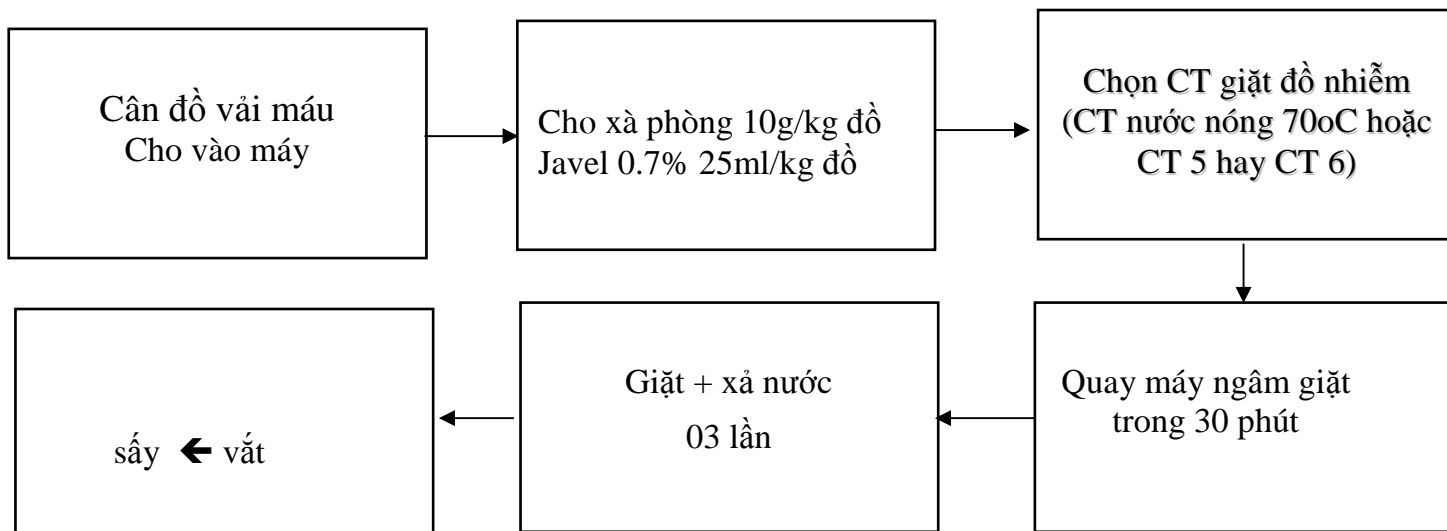 Cân đồ vải máu
Cho vào máy
Cho xà phòng 10g/kg đồ
Javel 0.7% 25ml/kg đồ
Chọn CT giặt đồ nhiễm
(CT nước nóng 70oC hoặc
CT 5 hay CT 6)
Quay máy ngâm giặt
trong 30 phút
Giặt + xả nước
03 lần
sấy 🡸 vắt